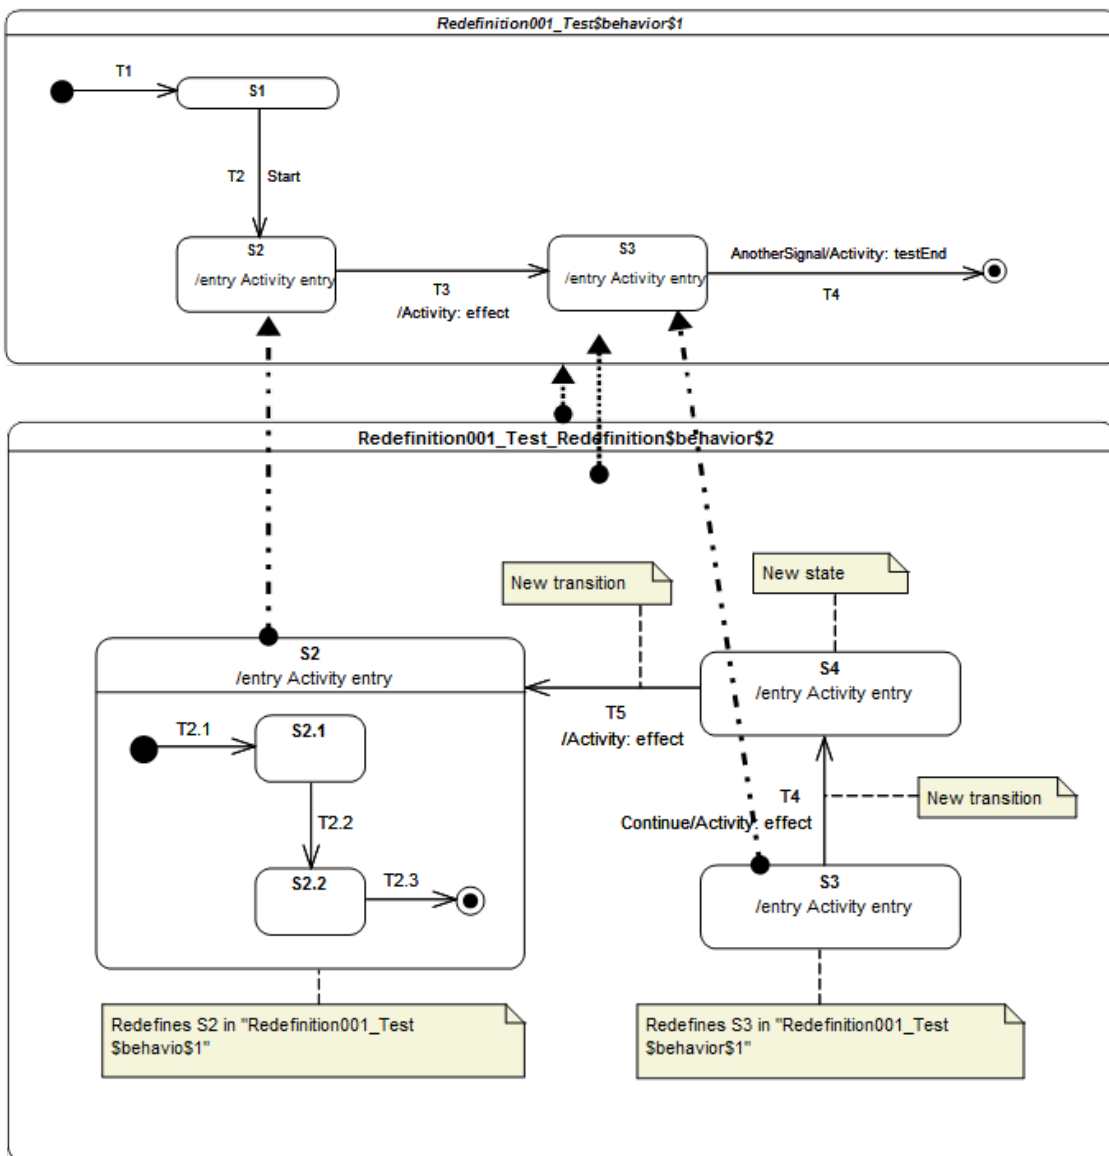 Redefinition001_Test$behavior$1
T1
S1
T2 Start
S2
/entry Activity entry
S3
/entry Activity entry
AnotherSignal/Activity: testEnd
T3
/Activity: effect
T4
Redefinition001_Test_Redefinition$behavior$2
New transition
New state
S2
/entry Activity entry
S4
/entry Activity entry
T2.1
S2.1
T5
/Activity: effect
T2.2
T4
Continue/Activity: effect
New transition
S2.2
T2.3
S3
/entry Activity entry
Redefines S2 in "Redefinition001_Test
$behavio$1"
Redefines S3 in "Redefinition001_Test
$behavior$1"